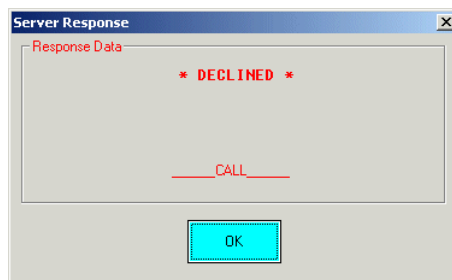 Server Response
Response Data
* DECLINED *
______CALL______
OK